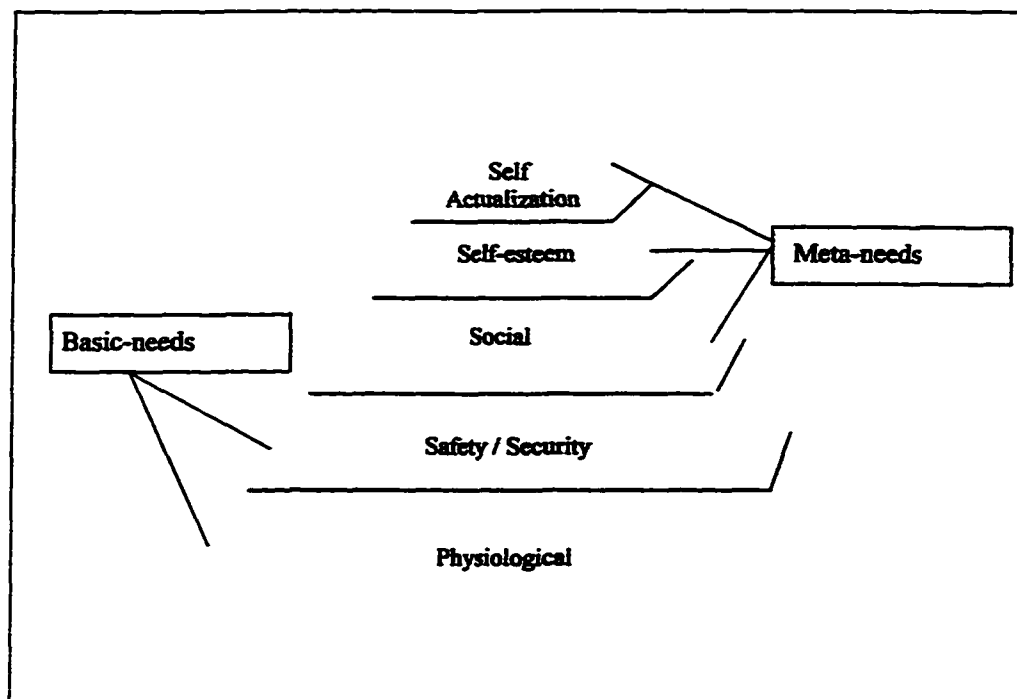 Self
Actualization
Self-esteem
Meta-needs
Social
Basic-needs
Safety / Security
Physiological